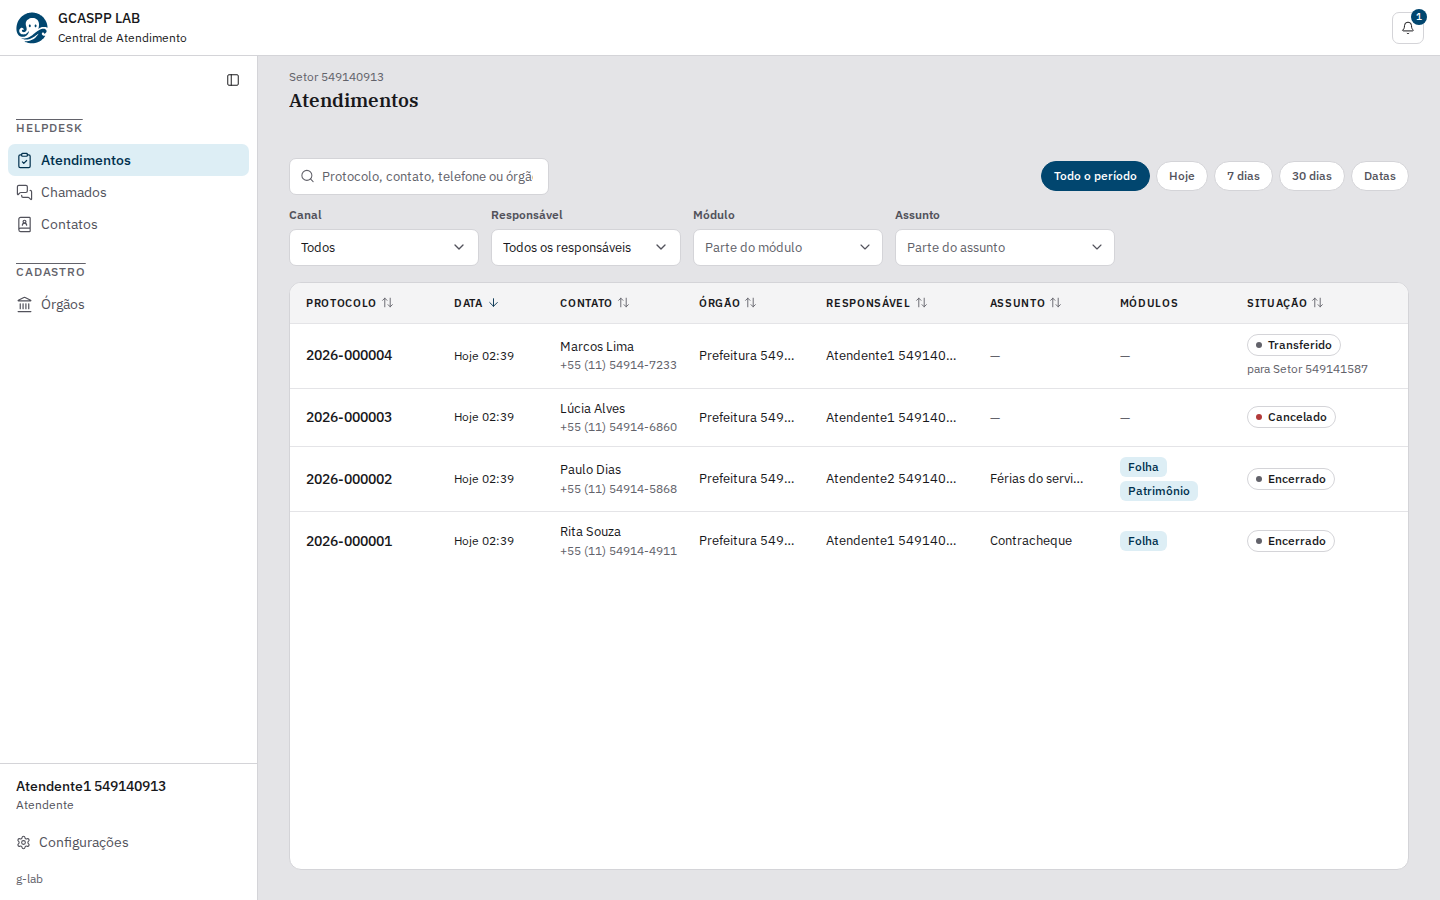 GCASPP LAB
Central de Atendimento
1
HELPDESK
Atendimentos
Chamados
Contatos
CADASTRO
Órgãos
Atendente1 549140913
Atendente
Configurações
g-lab
Setor 549140913
Atendimentos
Protocolo, contato, telefone ou órgã
Todo o período Hoje 7 dias 30 dias Datas
Canal Responsável Módulo Assunto
Todos Todos os responsáveis Parte do módulo Parte do assunto
PROTOCOLO DATA CONTATO ÓRGÃO RESPONSÁVEL ASSUNTO MÓDULOS SITUAÇÃO
2026-000004 Hoje 02:39 Marcos Lima Prefeitura 549... Atendente1 549140... — — Transferido
+55 (11) 54914-7233 para Setor 549141587
2026-000003 Hoje 02:39 Lúcia Alves Prefeitura 549... Atendente1 549140... — — Cancelado
+55 (11) 54914-6860
2026-000002 Hoje 02:39 Paulo Dias Prefeitura 549... Atendente2 549140... Férias do servi... Folha Encerrado
+55 (11) 54914-5868 Patrimônio
2026-000001 Hoje 02:39 Rita Souza Prefeitura 549... Atendente1 549140... Contracheque Folha Encerrado
+55 (11) 54914-4911